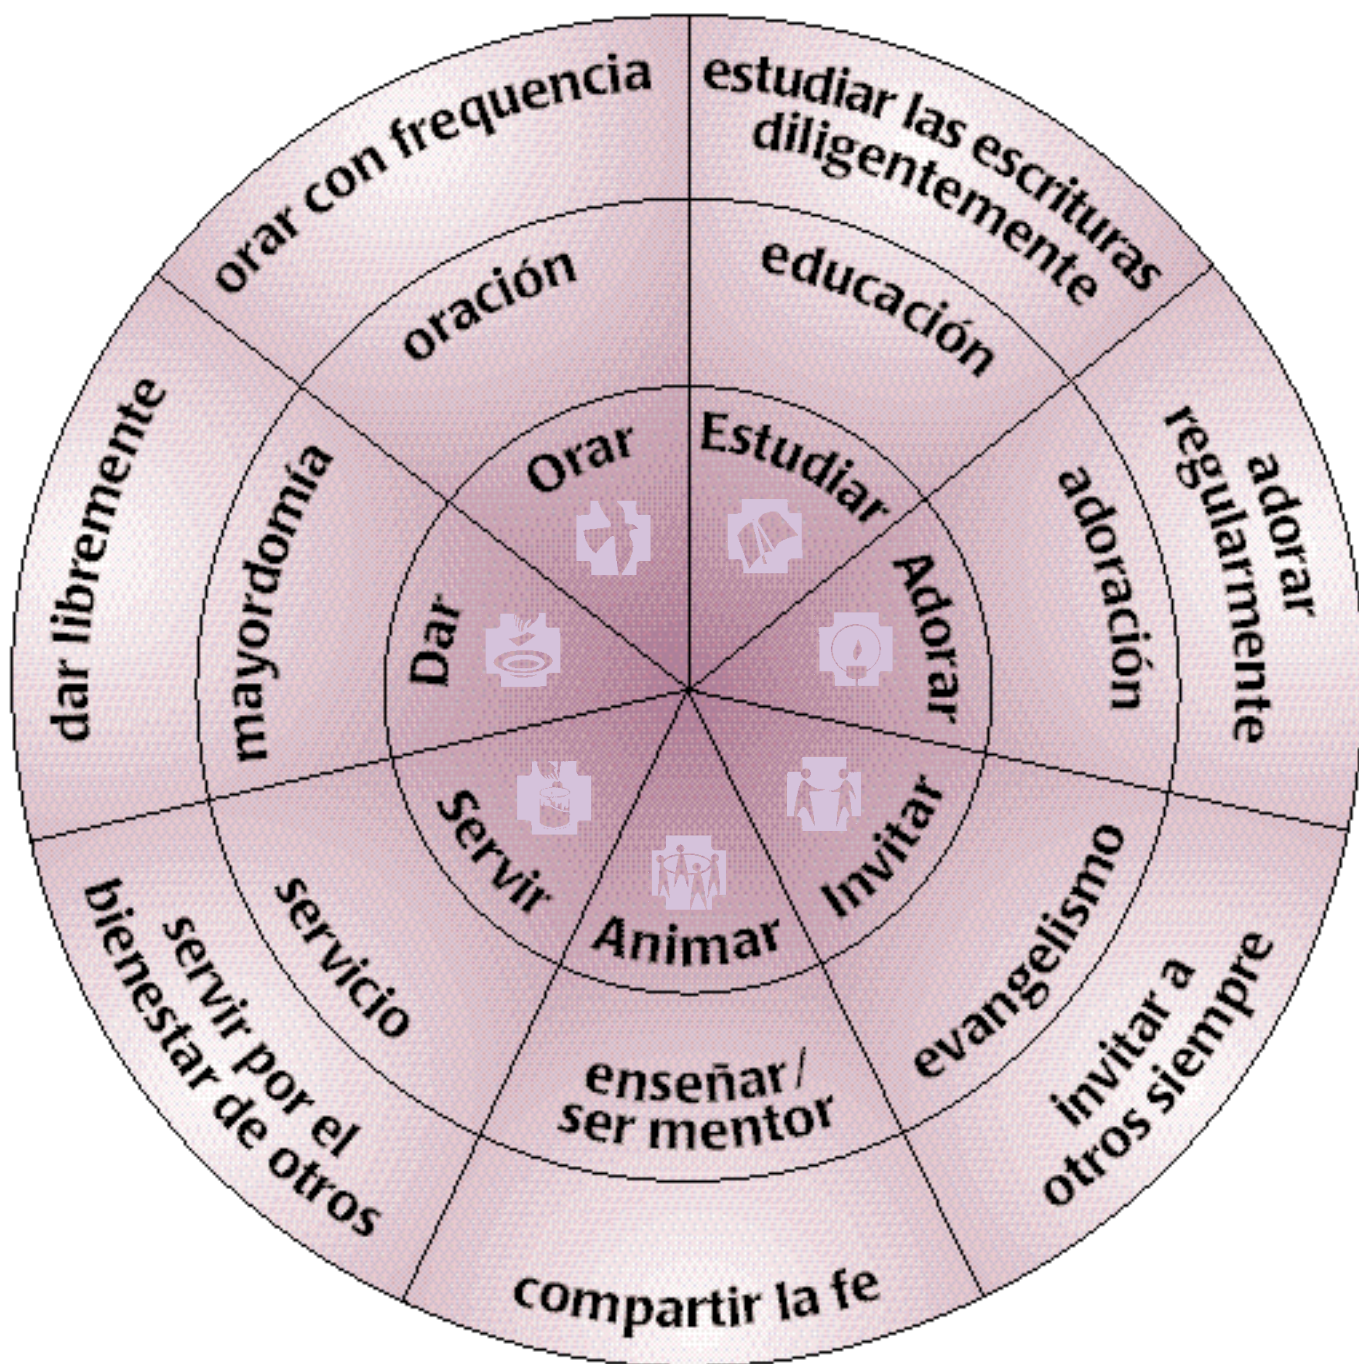 orar con frequencia
estudiar las escrituras
diligentemente
adorar
regularmente
invitar a
otros siempre
compartir la fe
servir por el
bienestar de otros
dar libremente
oración
educación
adoración
evangelismo
enseñar/
ser mentor
servicio
mayordomía
Orar
Estudiar
Adorar
Invitar
Animar
Servir
Dar